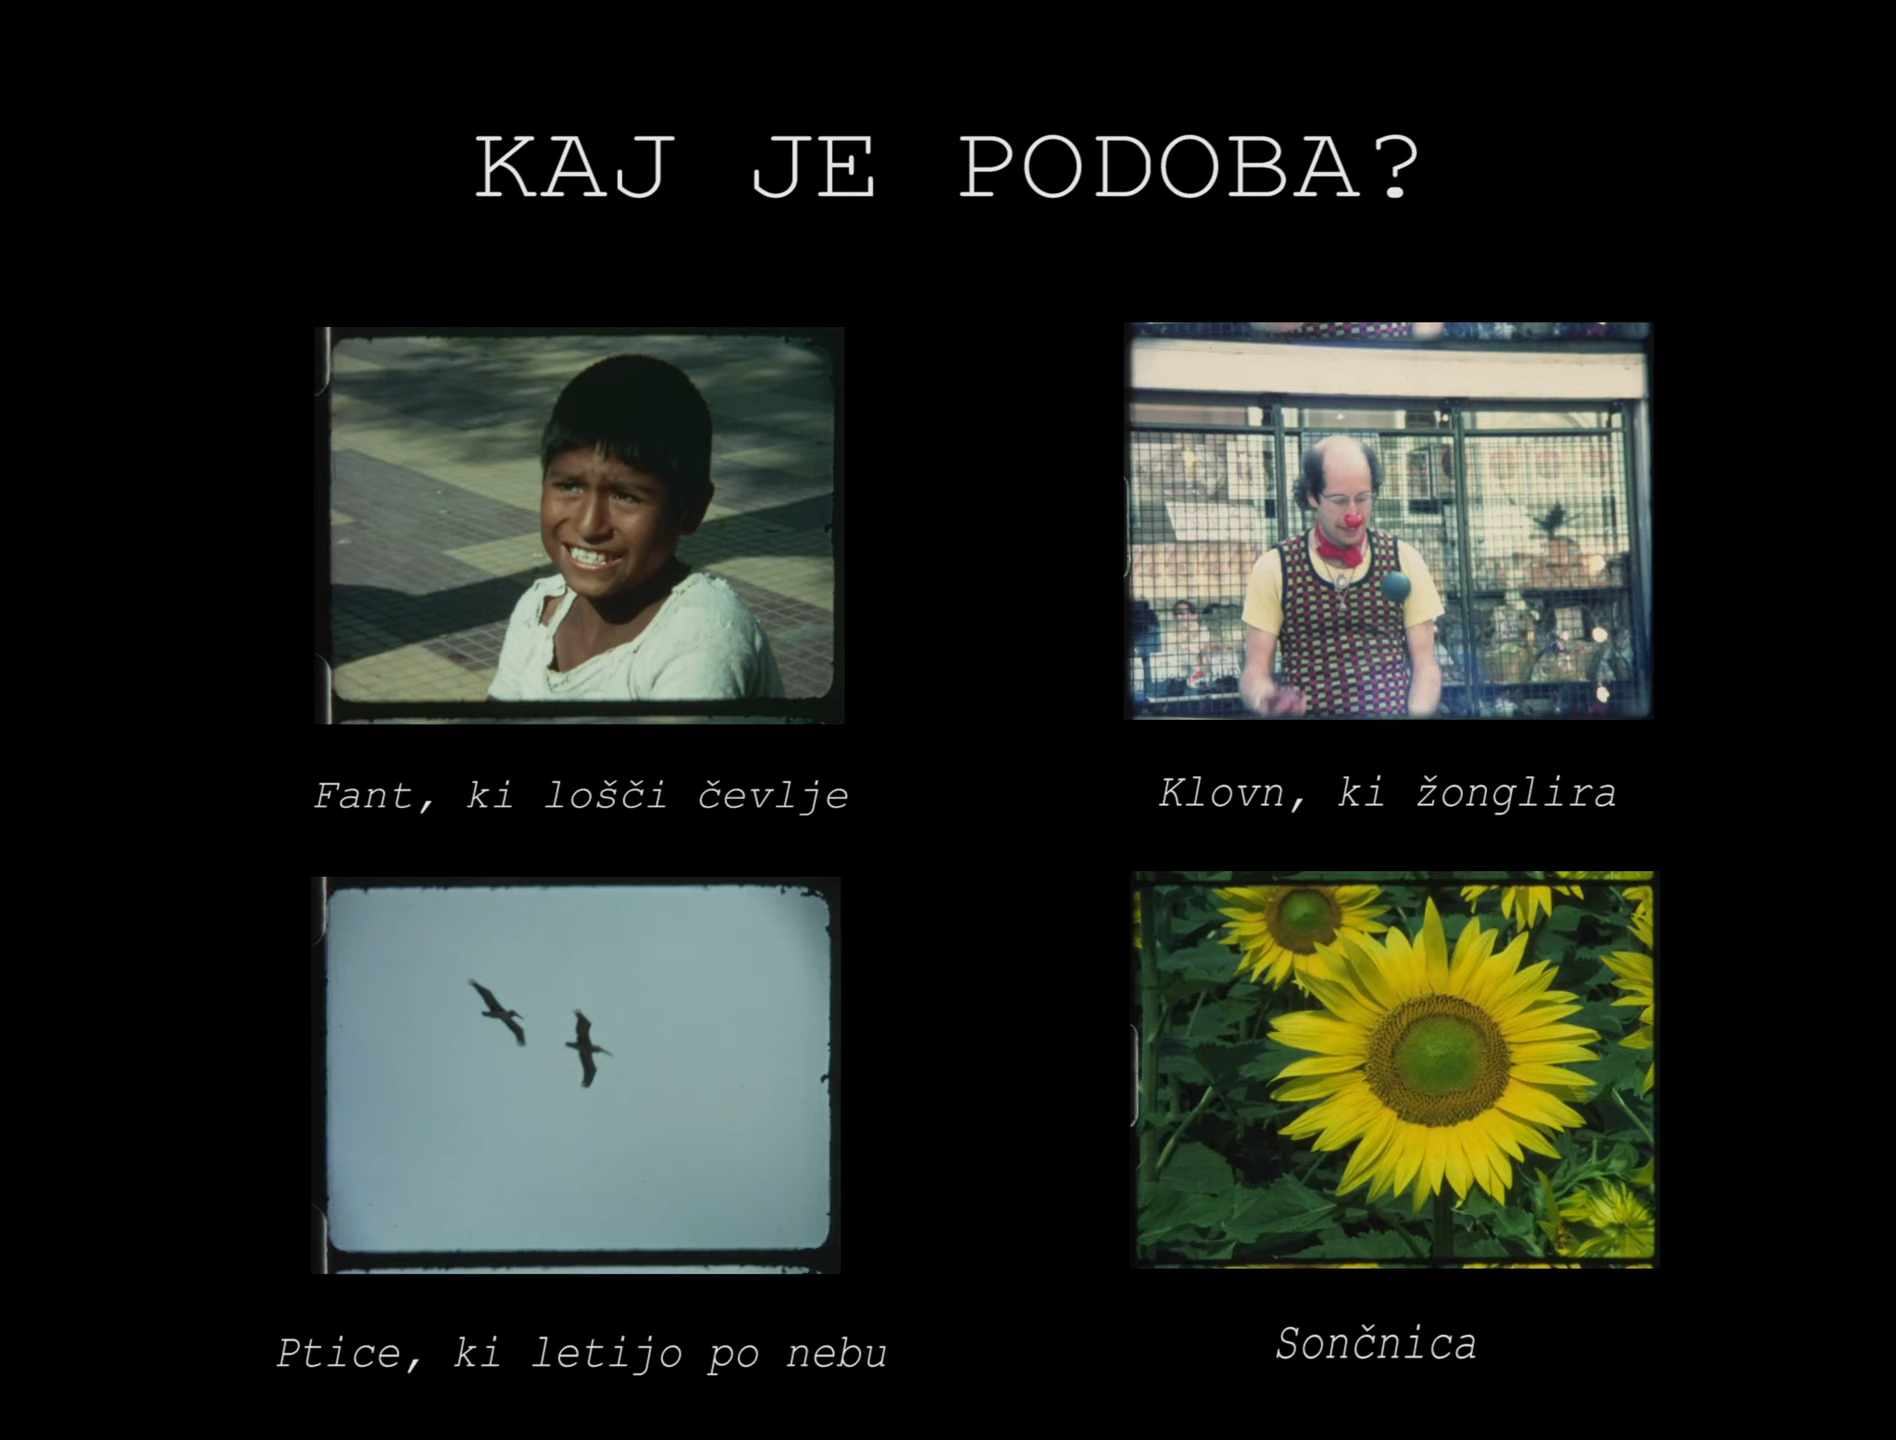 KAJ JE PODOBA?
Fant, ki lošči čevlje
Klovn, ki žonglira
Ptice, ki letijo po nebu
Sončnica